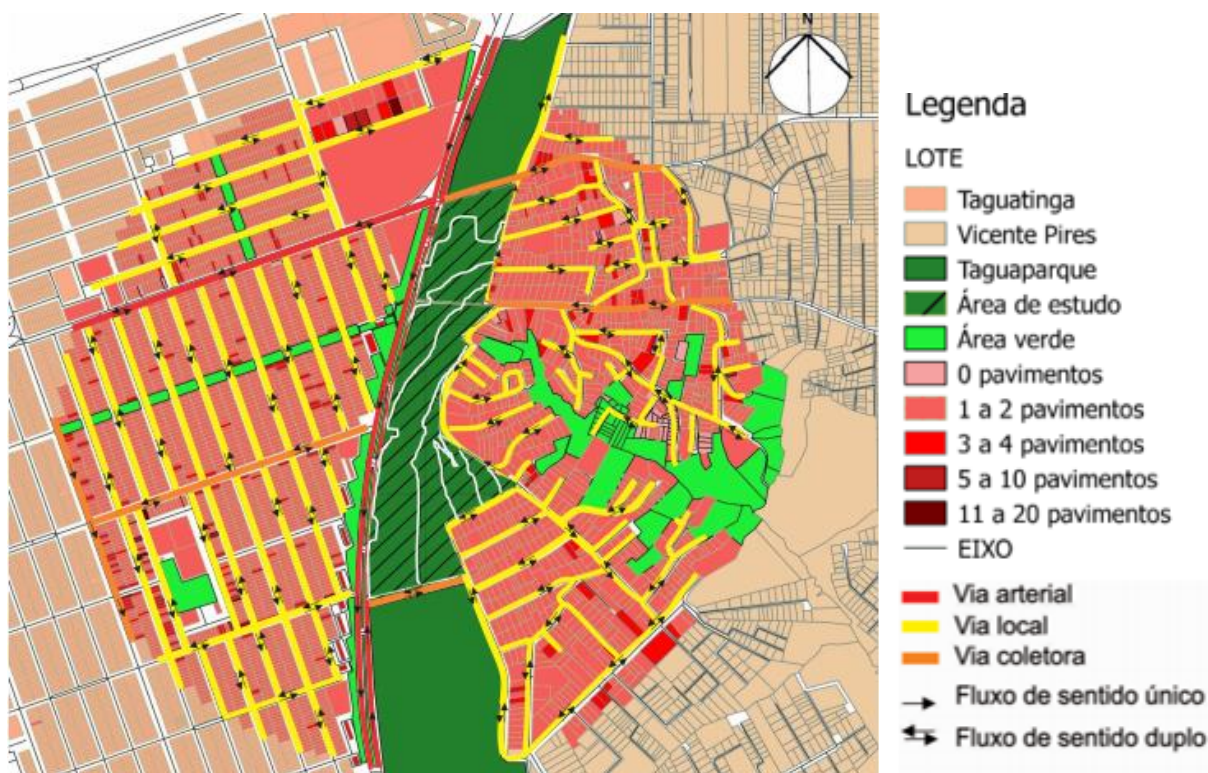 N
Legenda
LOTE
Taguatinga
Vicente Pires
Taguaparque
Área de estudo
Área verde
0 pavimentos
1 a 2 pavimentos
3 a 4 pavimentos
5 a 10 pavimentos
11 a 20 pavimentos
EIXO
Via arterial
Via local
Via coletora
Fluxo de sentido único
Fluxo de sentido duplo